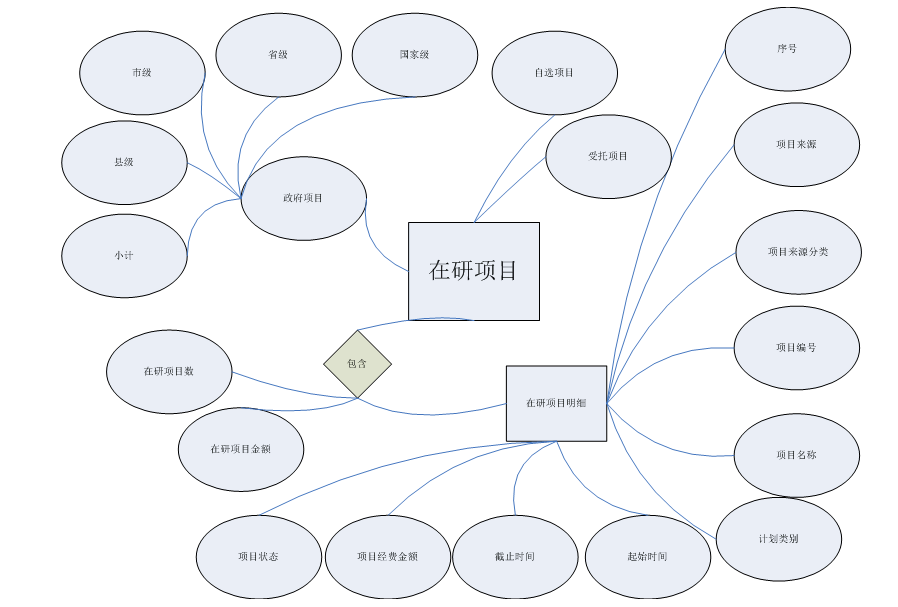 序号
省级
国家级
市级
自选项目
项目来源
受托项目
县级
政府项目
项目来源分类
小计
在研项目
项目编号
包含
在研项目数
在研项目明细
在研项目金额
项目名称
计划类别
项目状态
项目经费金额
截止时间
起始时间